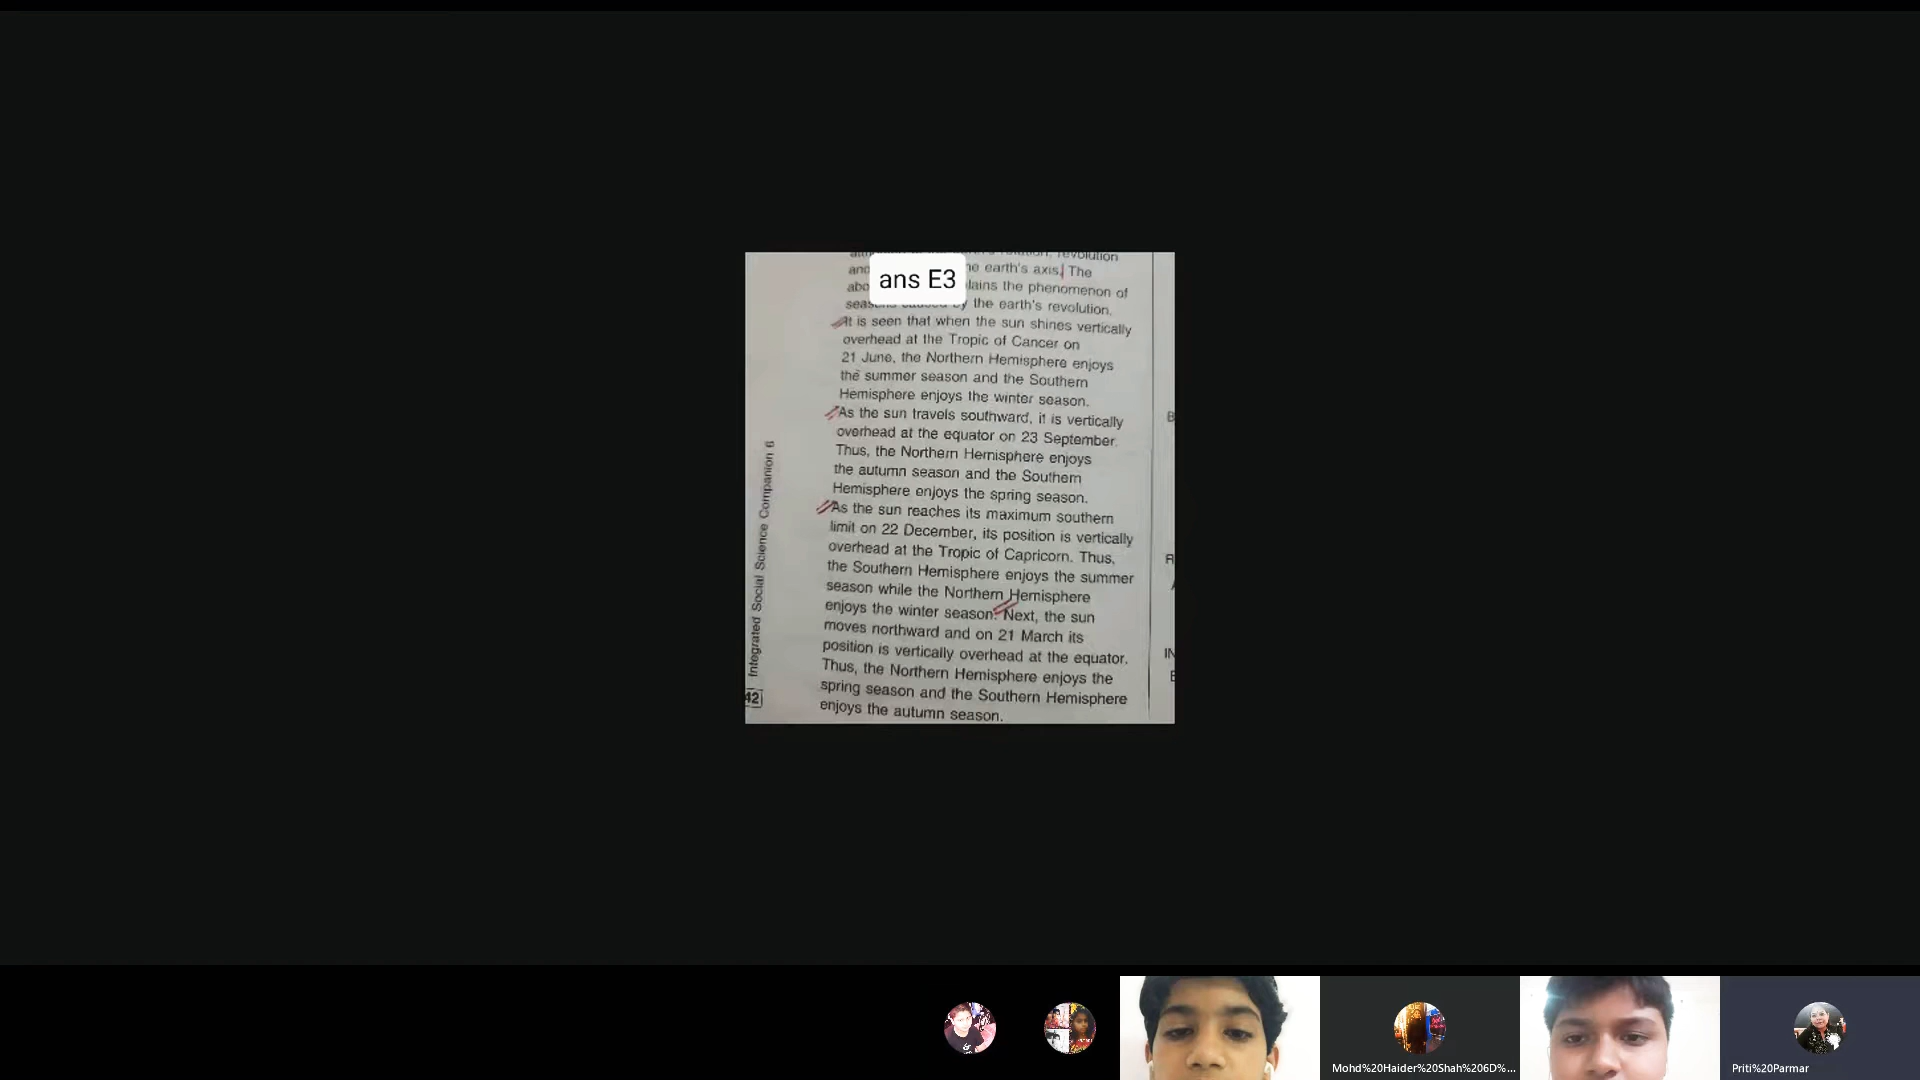 revolution
and
he earth's axis. The
abo
lains the phenomenon of
by the earth's revolution.
ans E3
It is seen that when the sun shines vertically
overhead at the Tropic of Cancer on
21 June, the Northern Hemisphere enjoys
the summer season and the Southern
Hemisphere enjoys the winter season.
As the sun travels southward, it is vertically
overhead at the equator on 23 September.
Thus, the Northern Hemisphere enjoys
the autumn season and the Southern
Hemisphere enjoys the spring season.
As the sun reaches its maximum southern
limit on 22 December, its position is vertically
overhead at the Tropic of Capricorn. Thus,
the Southern Hemisphere enjoys the summer
season while the Northern Hemisphere
enjoys the winter season. Next, the sun
moves northward and on 21 March its
position is vertically overhead at the equator.
Thus, the Northern Hemisphere enjoys the
spring season and the Southern Hemisphere
enjoys the autumn season.
42 Integrated Social Science Companion 6
B
R
IN
E
Mohd%20Haider%20Shah%206D%...
Priti%20Parmar